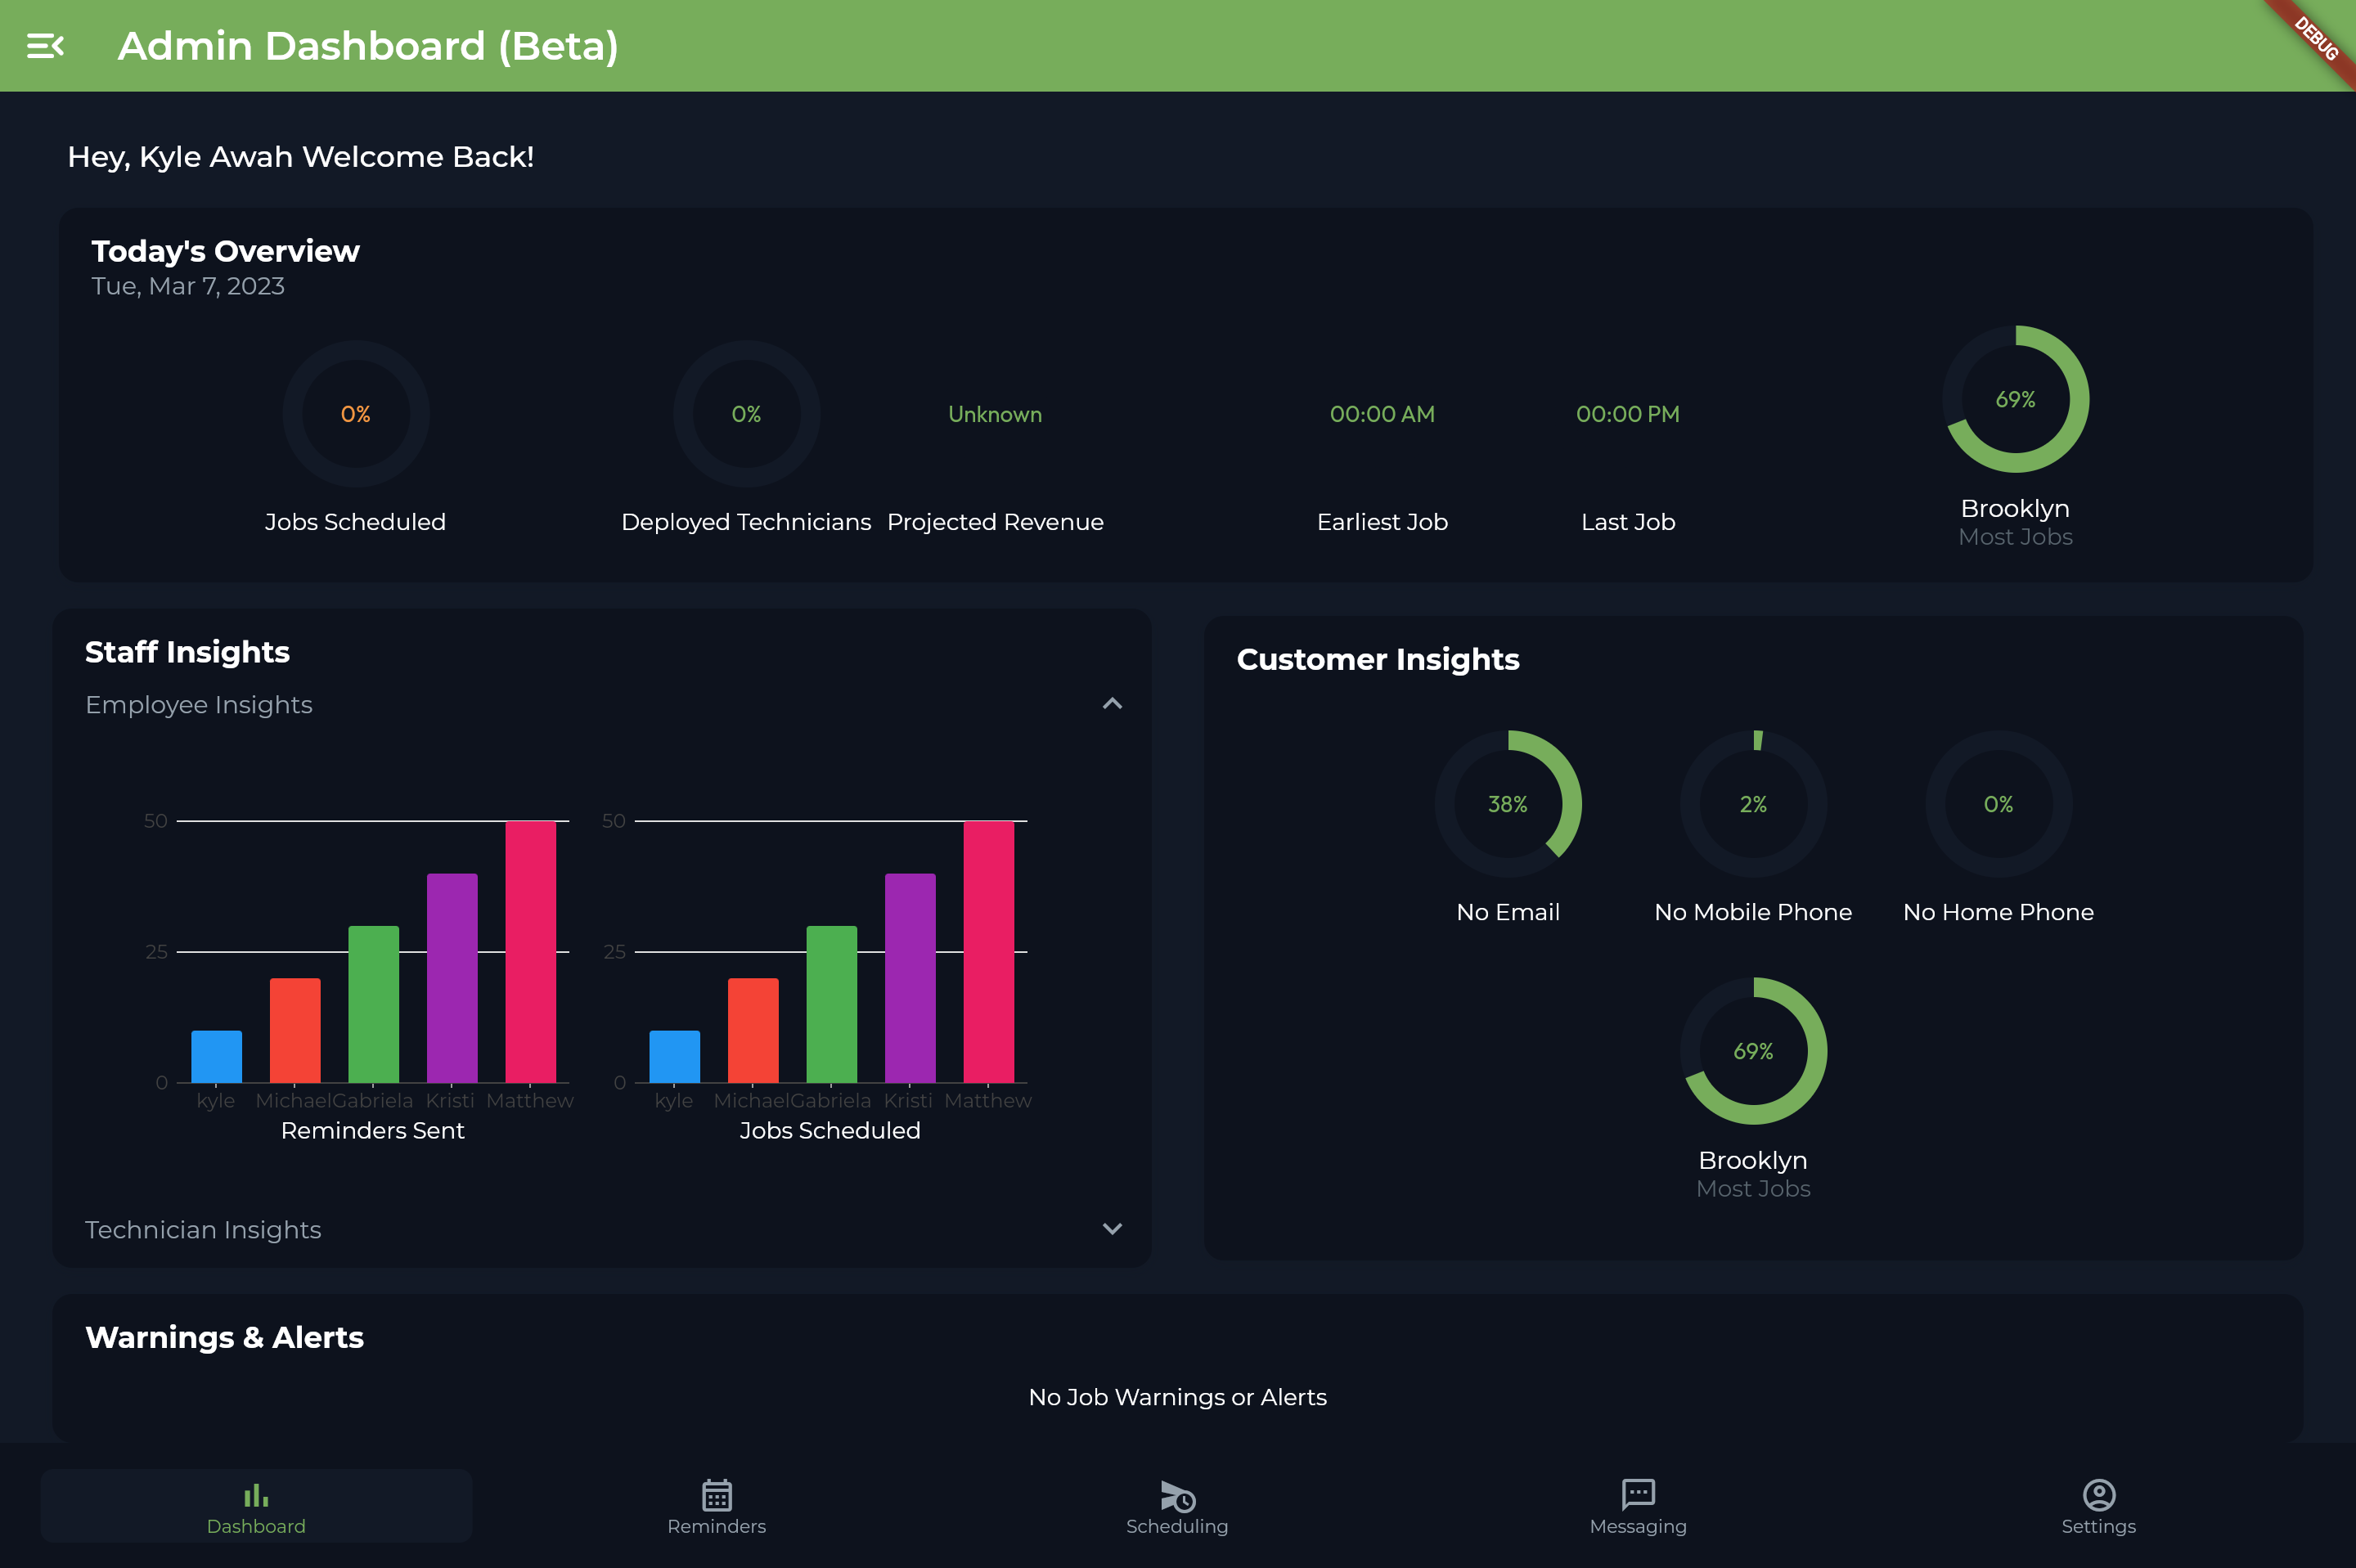 Admin Dashboard (Beta)
DEBUG
Hey, Kyle Awah Welcome Back!
Today's Overview
Tue, Mar 7, 2023
0%
0%
Unknown
00:00 AM
00:00 PM
69%
Jobs Scheduled
Deployed Technicians
Projected Revenue
Earliest Job
Last Job
Brooklyn
Most Jobs
Staff Insights
Employee Insights
50
25
0
kyle
Michael
Gabriela
Kristi
Matthew
Reminders Sent
50
25
0
kyle
Michael
Gabriela
Kristi
Matthew
Jobs Scheduled
Technician Insights
Customer Insights
38%
2%
0%
No Email
No Mobile Phone
No Home Phone
69%
Brooklyn
Most Jobs
Warnings & Alerts
No Job Warnings or Alerts
Dashboard
Reminders
Scheduling
Messaging
Settings